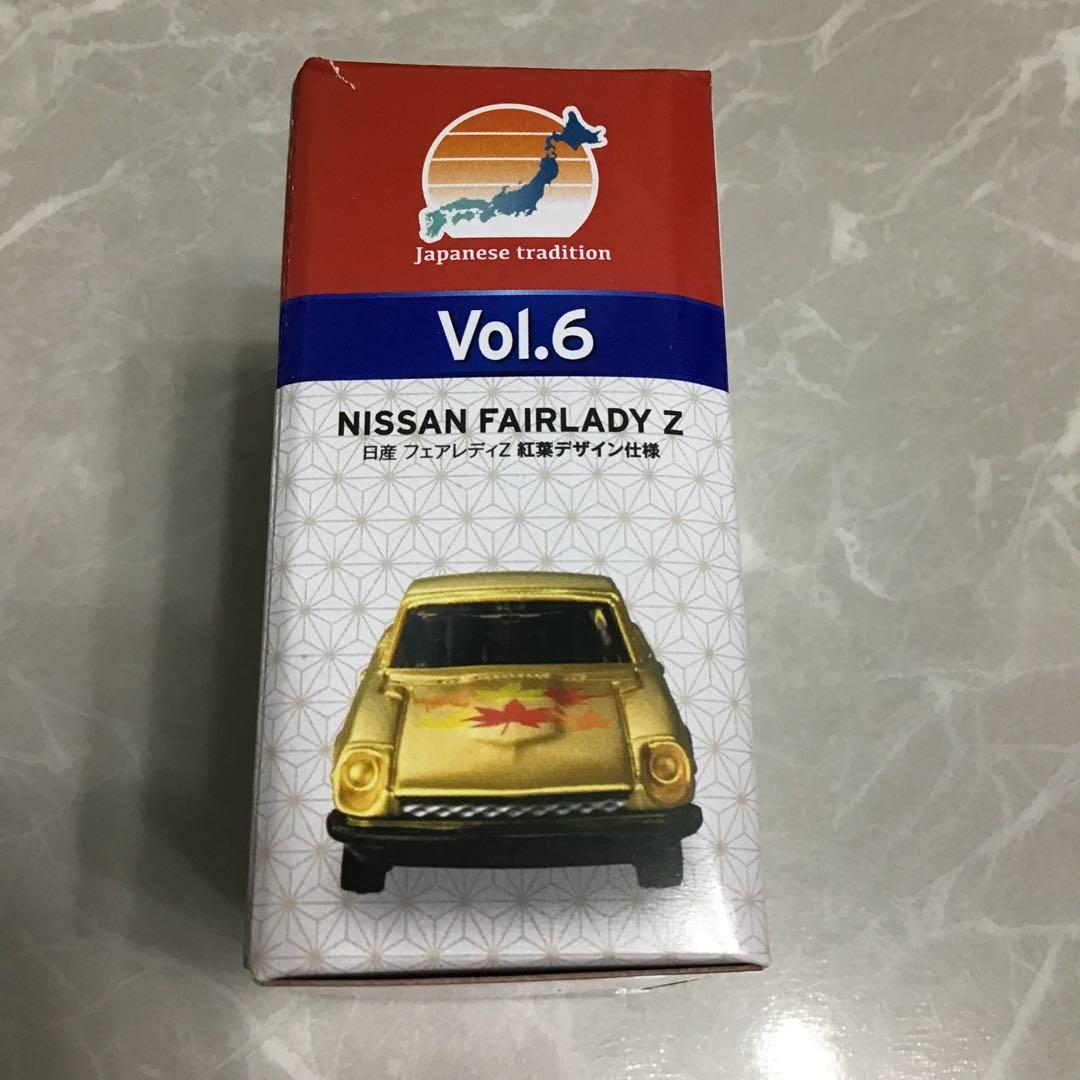 Japanese tradition
Vol.6
NISSAN FAIRLADY Z
日産 フェアレディZ 紅葉デザイン仕様